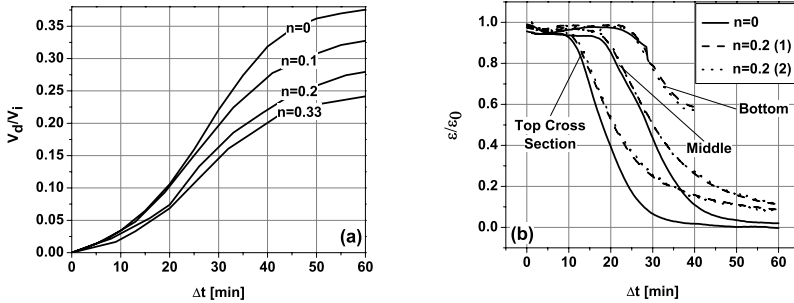 0.35
0.30
0.25
0.20
0.15
0.10
0.05
0.00
V_d/V_i
n=0
n=0.1
n=0.2
n=0.33
(a)
0 10 20 30 40 50 60
Δt [min]
1.0
0.8
0.6
0.4
0.2
0.0
ε/ε_0
n=0
n=0.2 (1)
n=0.2 (2)
Top Cross
Section
Bottom
Middle
(b)
0 10 20 30 40 50 60
Δt [min]